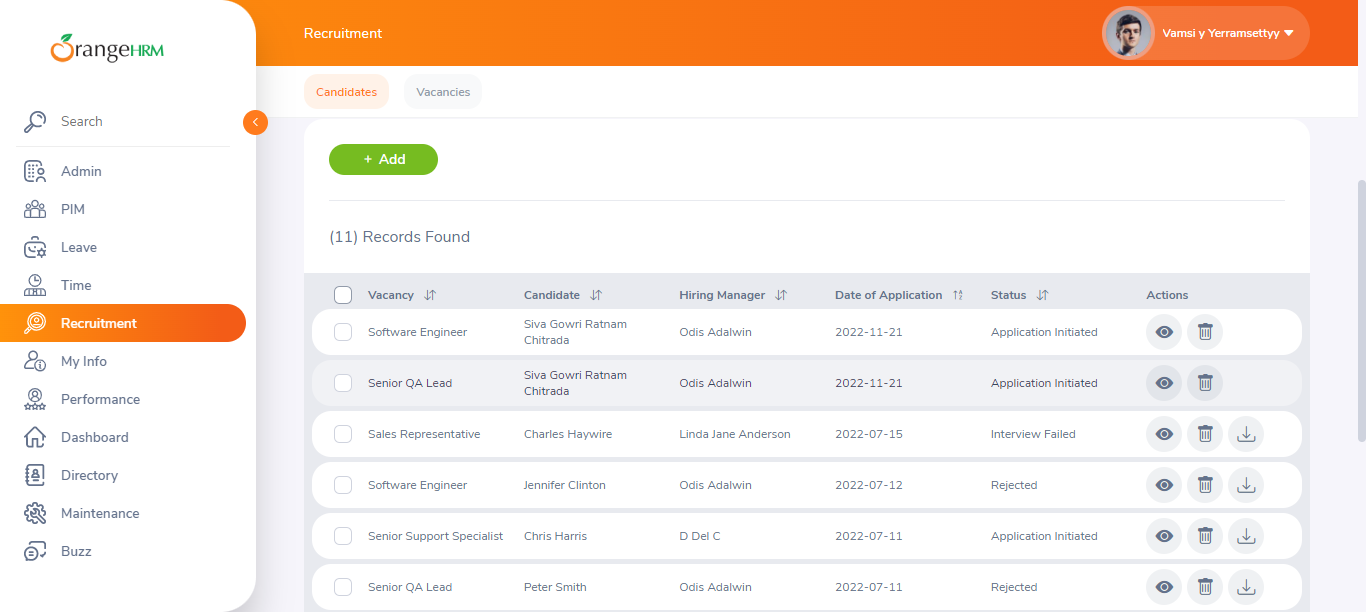 OrangeHRM
Recruitment
Vamsi y Yerramsettyy
Candidates
Vacancies
Search
Admin
PIM
Leave
Time
Recruitment
My Info
Performance
Dashboard
Directory
Maintenance
Buzz
+ Add
(11) Records Found
Vacancy Candidate Hiring Manager Date of Application Status Actions
Software Engineer Siva Gowri Ratnam Odis Adalwin 2022-11-21 Application Initiated
Chitrada
Senior QA Lead Siva Gowri Ratnam Odis Adalwin 2022-11-21 Application Initiated
Chitrada
Sales Representative Charles Haywire Linda Jane Anderson 2022-07-15 Interview Failed
Software Engineer Jennifer Clinton Odis Adalwin 2022-07-12 Rejected
Senior Support Specialist Chris Harris D Del C 2022-07-11 Application Initiated
Senior QA Lead Peter Smith Odis Adalwin 2022-07-11 Rejected